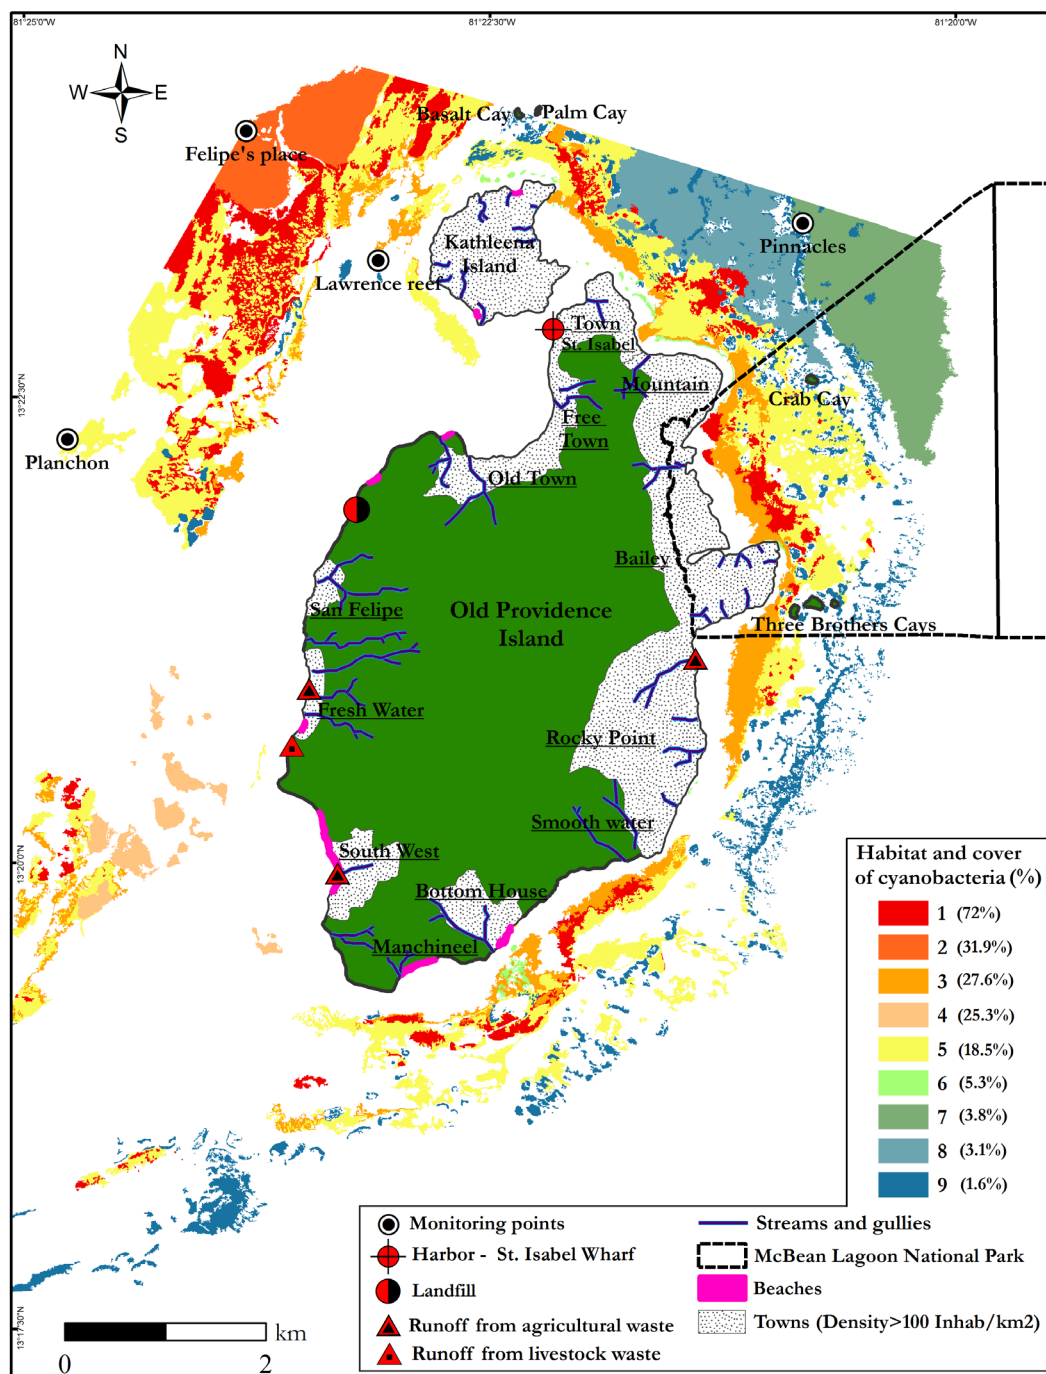 81°25'0"W
81°22'30"W
81°20'0"W
N
W E
S
Basalt Cay
Palm Cay
Felipe's place
Pinnacles
Kathleena
Island
Lawrence reef
Town
St. Isabel
13°22'30"N
Mountain
Crab Cay
Free
Town
Planchon
Old Town
Bailey
San Felipe
Old Providence
Island
Three Brothers Cays
Fresh Water
Rocky Point
Smooth water
13°20'0"N
South West
Bottom House
Manchineel
Habitat and cover
of cyanobacteria (%)
1 (72%)
2 (31.9%)
3 (27.6%)
4 (25.3%)
5 (18.5%)
6 (5.3%)
7 (3.8%)
8 (3.1%)
9 (1.6%)
Monitoring points
Harbor - St. Isabel Wharf
Landfill
Runoff from agricultural waste
Runoff from livestock waste
Streams and gullies
McBean Lagoon National Park
Beaches
Towns (Density>100 Inhab/km2)
13°17'30"N
km
0 2